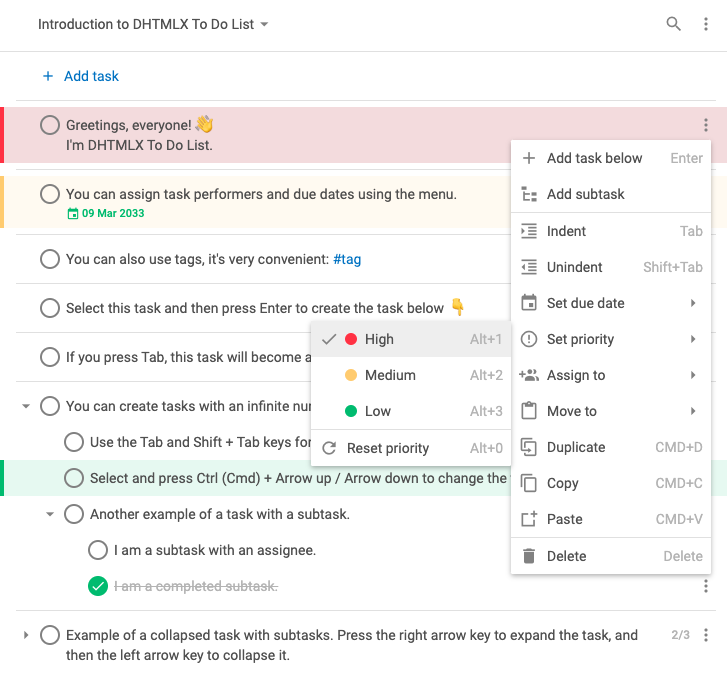 Introduction to DHTMLX To Do List
+ Add task
Greetings, everyone! 👋
I'm DHTMLX To Do List.
You can assign task performers and due dates using the menu.
09 Mar 2033
You can also use tags, it's very convenient: #tag
Select this task and then press Enter to create the task below 👇
If you press Tab, this task will become a
You can create tasks with an infinite
Use the Tab and Shift + Tab keys for
Select and press Ctrl (Cmd) + Arrow up / Arrow down to change the
Another example of a task with a subtask.
I am a subtask with an assignee.
I am a completed subtask.
Example of a collapsed task with subtasks. Press the right arrow key to expand the task, and
then the left arrow key to collapse it.
2/3
Add task below Enter
Add subtask
Indent Tab
Unindent Shift+Tab
Set due date
Set priority
Assign to
Move to
Duplicate CMD+D
Copy CMD+C
Paste CMD+V
Delete Delete
High Alt+1
Medium Alt+2
Low Alt+3
Reset priority Alt+0